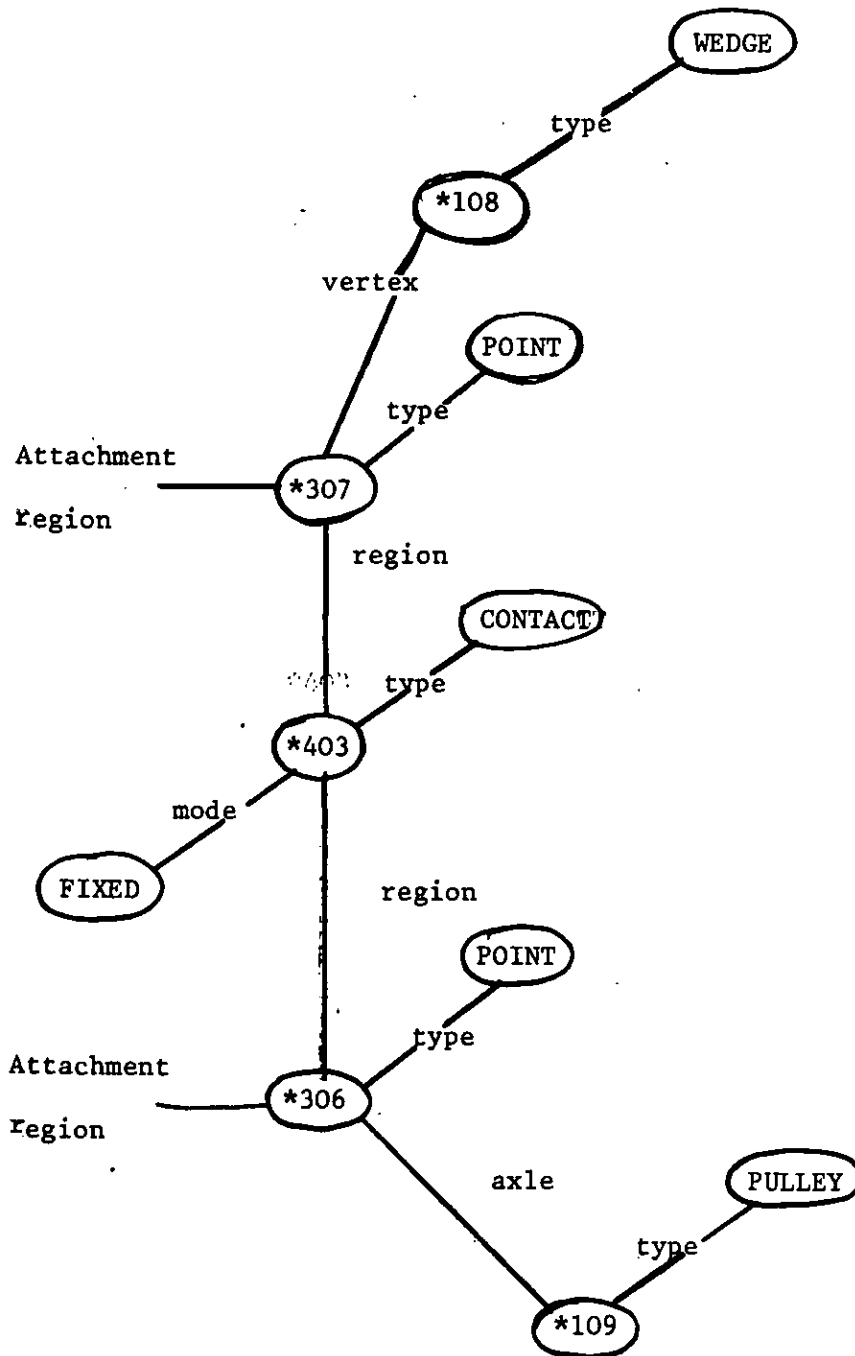 WEDGE
type
*108
vertex
POINT
type
Attachment
region
*307
region
CONTACT
type
*403
mode
FIXED
region
POINT
type
Attachment
region
*306
axle
PULLEY
type
*109